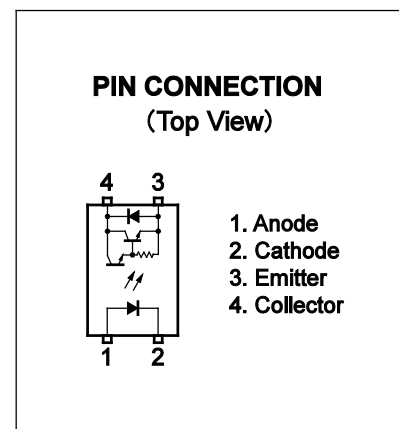 PIN CONNECTION
(Top View)
4 3
1. Anode
2. Cathode
3. Emitter
4. Collector
1 2